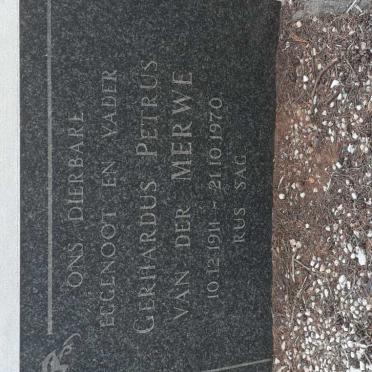 ONS DIERBARE
EGGENOOT EN VADER
GERHARDUS PETRUS
VAN DER MERWE
10.12.1911 - 21.10.1970
RUS SAG